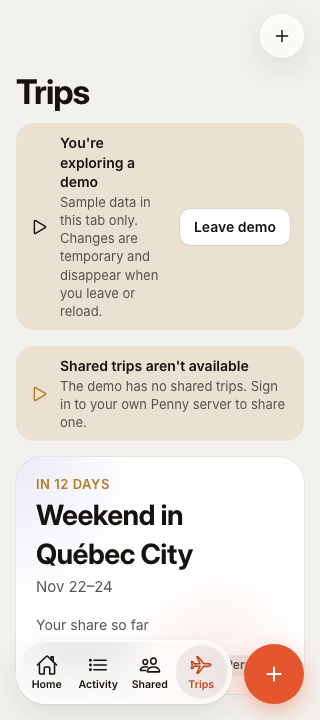 Trips
You're
exploring a
demo
Sample data in
this tab only.
Changes are
temporary and
disappear when
you leave or
reload.
Leave demo
Shared trips aren't available
The demo has no shared trips. Sign
in to your own Penny server to share
one.
IN 12 DAYS
Weekend in
Québec City
Nov 22–24
Your share so far
Home
Activity
Shared
Trips